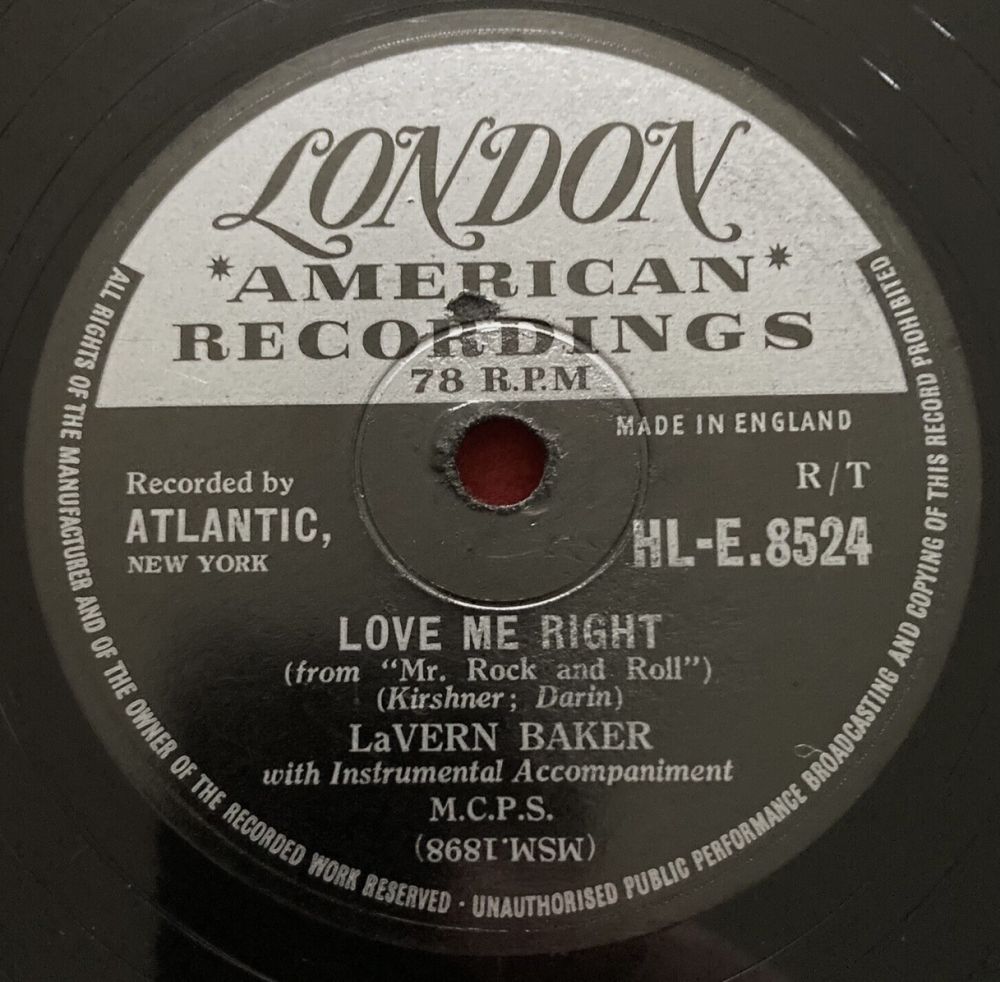 LONDON
*AMERICAN*
RECORDINGS
78 R.P.M
MADE IN ENGLAND
Recorded by
ATLANTIC,
NEW YORK
R/T
HL-E.8524
LOVE ME RIGHT
(from "Mr. Rock and Roll")
(Kirshner; Darin)
LaVERN BAKER
with Instrumental Accompaniment
M.C.P.S.
(MSM.1898)
ALL RIGHTS OF THE MANUFACTURER AND OF THE OWNER OF THE RECORDED WORK RESERVED · UNAUTHORISED PUBLIC PERFORMANCE BROADCASTING AND COPYING OF THIS RECORD PROHIBITED